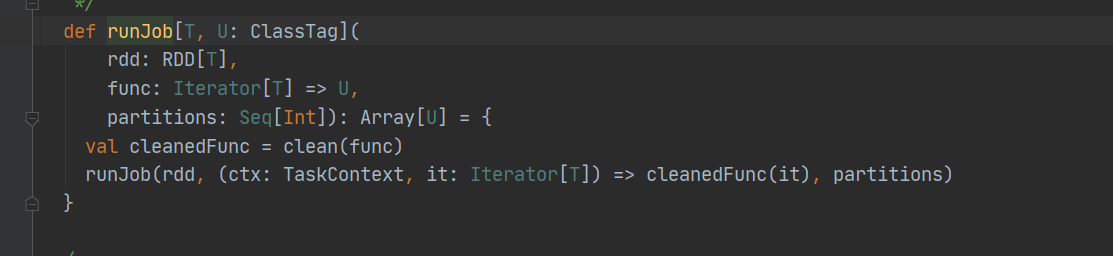 */
def runJob[T, U: ClassTag](
    rdd: RDD[T],
    func: Iterator[T] => U,
    partitions: Seq[Int]): Array[U] = {
  val cleanedFunc = clean(func)
  runJob(rdd, (ctx: TaskContext, it: Iterator[T]) => cleanedFunc(it), partitions)
}